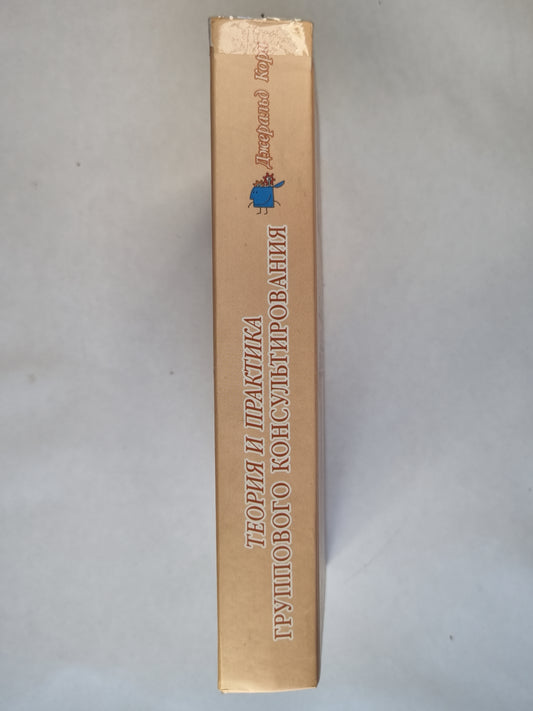 Джеральд
ТЕОРИЯ И ПРАКТИКА
ГРУППОВОГО КОНСУЛЬТИРОВАНИЯ